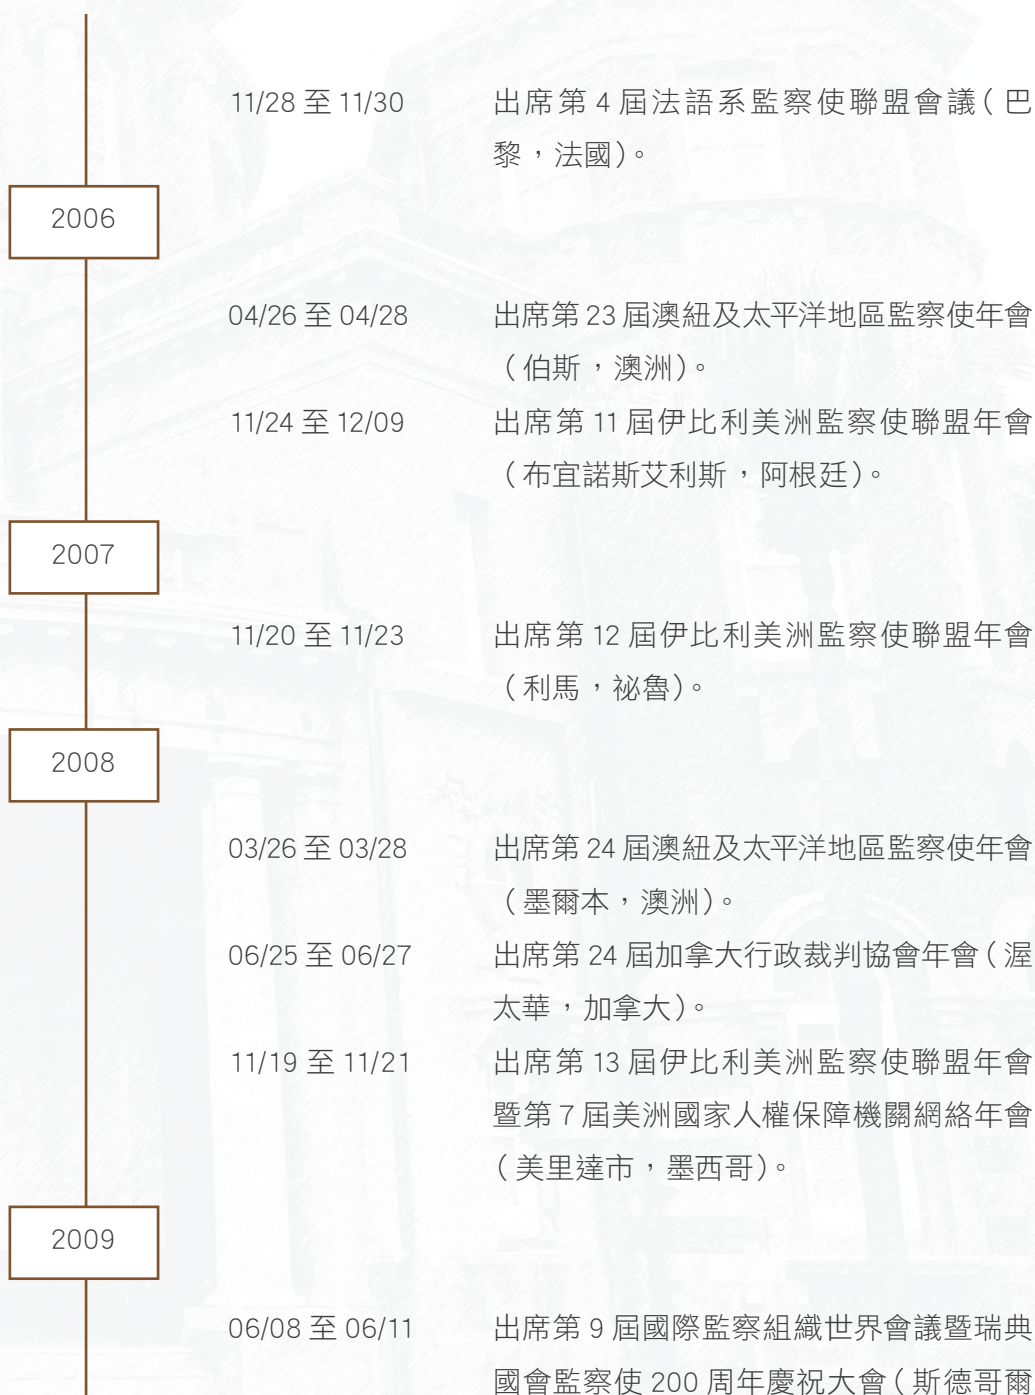 11/28 至 11/30 出席第 4 屆法語系監察使聯盟會議（巴
黎，法國）。
2006
04/26 至 04/28 出席第 23 屆澳紐及太平洋地區監察使年會
（伯斯，澳洲）。
11/24 至 12/09 出席第 11 屆伊比利美洲監察使聯盟年會
（布宜諾斯艾利斯，阿根廷）。
2007
11/20 至 11/23 出席第 12 屆伊比利美洲監察使聯盟年會
（利馬，祕魯）。
2008
03/26 至 03/28 出席第 24 屆澳紐及太平洋地區監察使年會
（墨爾本，澳洲）。
06/25 至 06/27 出席第 24 屆加拿大行政裁判協會年會（渥
太華，加拿大）。
11/19 至 11/21 出席第 13 屆伊比利美洲監察使聯盟年會
暨第 7 屆美洲國家人權保障機關網絡年會
（美里達市，墨西哥）。
2009
06/08 至 06/11 出席第 9 屆國際監察組織世界會議暨瑞典
國會監察使 200 周年慶祝大會（斯德哥爾